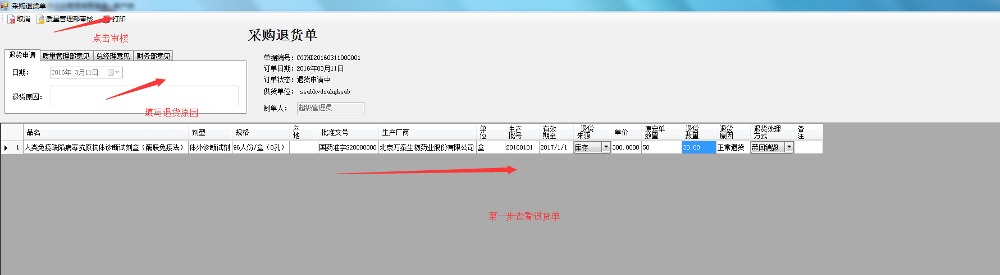 采购退货单
取消 质量管理部审核 打印
点击审核
采购退货单
退货申请 质量管理部意见 总经理意见 财务部意见
日期： 2016年 3月11日
退货原因：
填写退货原因
单据编号：CGTHD20160311000001
订单日期：2016年03月11日
订单状态：退货申请中
供货单位： ssabhvdsahgksab
制单人： 超级管理员
品名 剂型 规格 产地 批准文号 生产厂商 单位 生产批号 有效期至 退货来源 单价 原定单数量 退货数量 退货原因 退货处理方式 备注
1 人类免疫缺陷病毒抗原抗体诊断试剂盒（酶联免疫法） 体外诊断试剂 96人份/盒（8孔） 国药准字S20080008 北京万泰生物药业股份有限公司 盒 20160101 2017/1/1 库存 300.0000 50 30.00 正常退货 带回销毁
第一步查看退货单